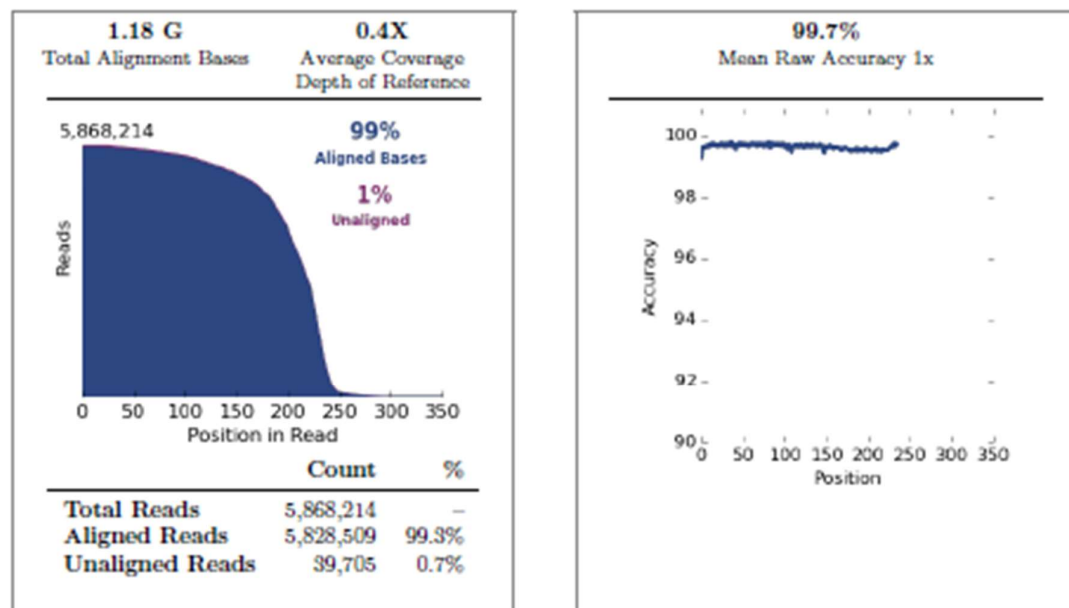 1.18 G 0.4X
Total Alignment Bases Average Coverage
Depth of Reference
5,868,214
99%
Aligned Bases
1%
Unaligned
Reads
0 50 100 150 200 250 300 350
Position in Read
Count %
Total Reads 5,868,214 –
Aligned Reads 5,828,509 99.3%
Unaligned Reads 39,705 0.7%
99.7%
Mean Raw Accuracy 1x
100
98
96
94
92
90
Accuracy
0 50 100 150 200 250 300 350
Position